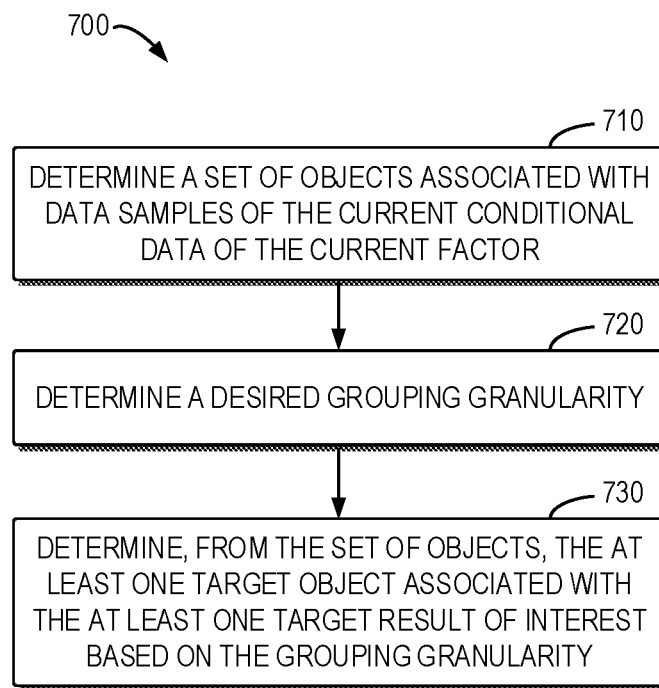 700
710
DETERMINE A SET OF OBJECTS ASSOCIATED WITH
DATA SAMPLES OF THE CURRENT CONDITIONAL
DATA OF THE CURRENT FACTOR
720
DETERMINE A DESIRED GROUPING GRANULARITY
730
DETERMINE, FROM THE SET OF OBJECTS, THE AT
LEAST ONE TARGET OBJECT ASSOCIATED WITH
THE AT LEAST ONE TARGET RESULT OF INTEREST
BASED ON THE GROUPING GRANULARITY